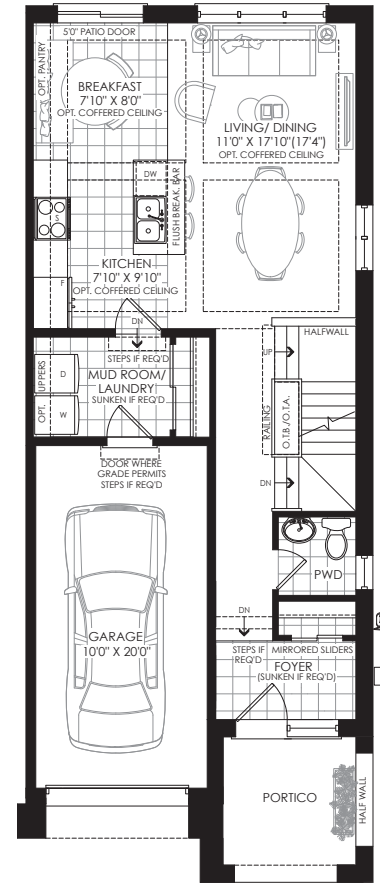 5'0" PATIO DOOR
OPT. PANTRY
BREAKFAST
7'10" X 8'0"
OPT. COFFERED CEILING
LIVING/ DINING
11'0" X 17'10"(17'4")
OPT. COFFERED CEILING
DW
FLUSH BREAK. BAR
S
KITCHEN
7'10" X 9'10"
OPT. COFFERED CEILING
F
DN
STEPS IF REQ'D
MUD ROOM/
LAUNDRY
SUNKEN IF REQ'D
OPT. UPPERS
D
W
HALFWALL
UP
RAILING
O.T.B./O.T.A.
DN
DOOR WHERE
GRADE PERMITS
STEPS IF REQ'D
PWD
GARAGE
10'0" X 20'0"
DN
STEPS IF
REQ'D
MIRRORED SLIDERS
FOYER
(SUNKEN IF REQ'D)
PORTICO
HALF WALL